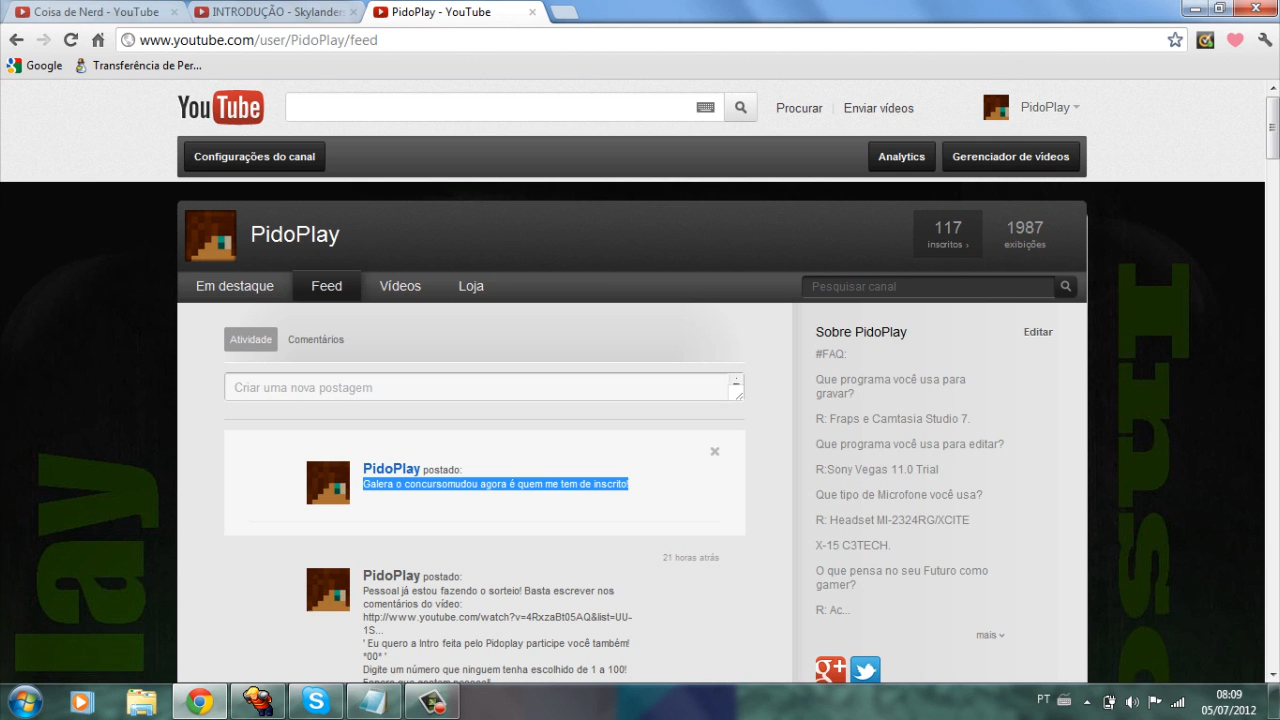 Coisa de Nerd - YouTube
INTRODUÇÃO - Skylanders
PidoPlay - YouTube
www.youtube.com/user/PidoPlay/feed
Google
Transferência de Per...
YouTube
Procurar
Enviar vídeos
PidoPlay
Configurações do canal
Analytics
Gerenciador de vídeos
PidoPlay
117
inscritos ›
1987
exibições
Em destaque
Feed
Vídeos
Loja
Pesquisar canal
Atividade
Comentários
Criar uma nova postagem
PidoPlay postado:
Galera o concursomudou agora é quem me tem de inscrito!
21 horas atrás
PidoPlay postado:
Pessoal já estou fazendo o sorteio! Basta escrever nos
comentários do vídeo:
http://www.youtube.com/watch?v=4RxzaBt05AQ&list=UU-
1S...
' Eu quero a Intro feita pelo Pidoplay participe você também!
*00* '
Digite um número que ninguem tenha escolhido de 1 a 100!
Sobre PidoPlay
Editar
#FAQ:
Que programa você usa para
gravar?
R: Fraps e Camtasia Studio 7.
Que programa você usa para editar?
R:Sony Vegas 11.0 Trial
Que tipo de Microfone você usa?
R: Headset MI-2324RG/XCITE
X-15 C3TECH.
O que pensa no seu Futuro como
gamer?
R: Ac...
mais
g+
lay
PT
08:09
05/07/2012